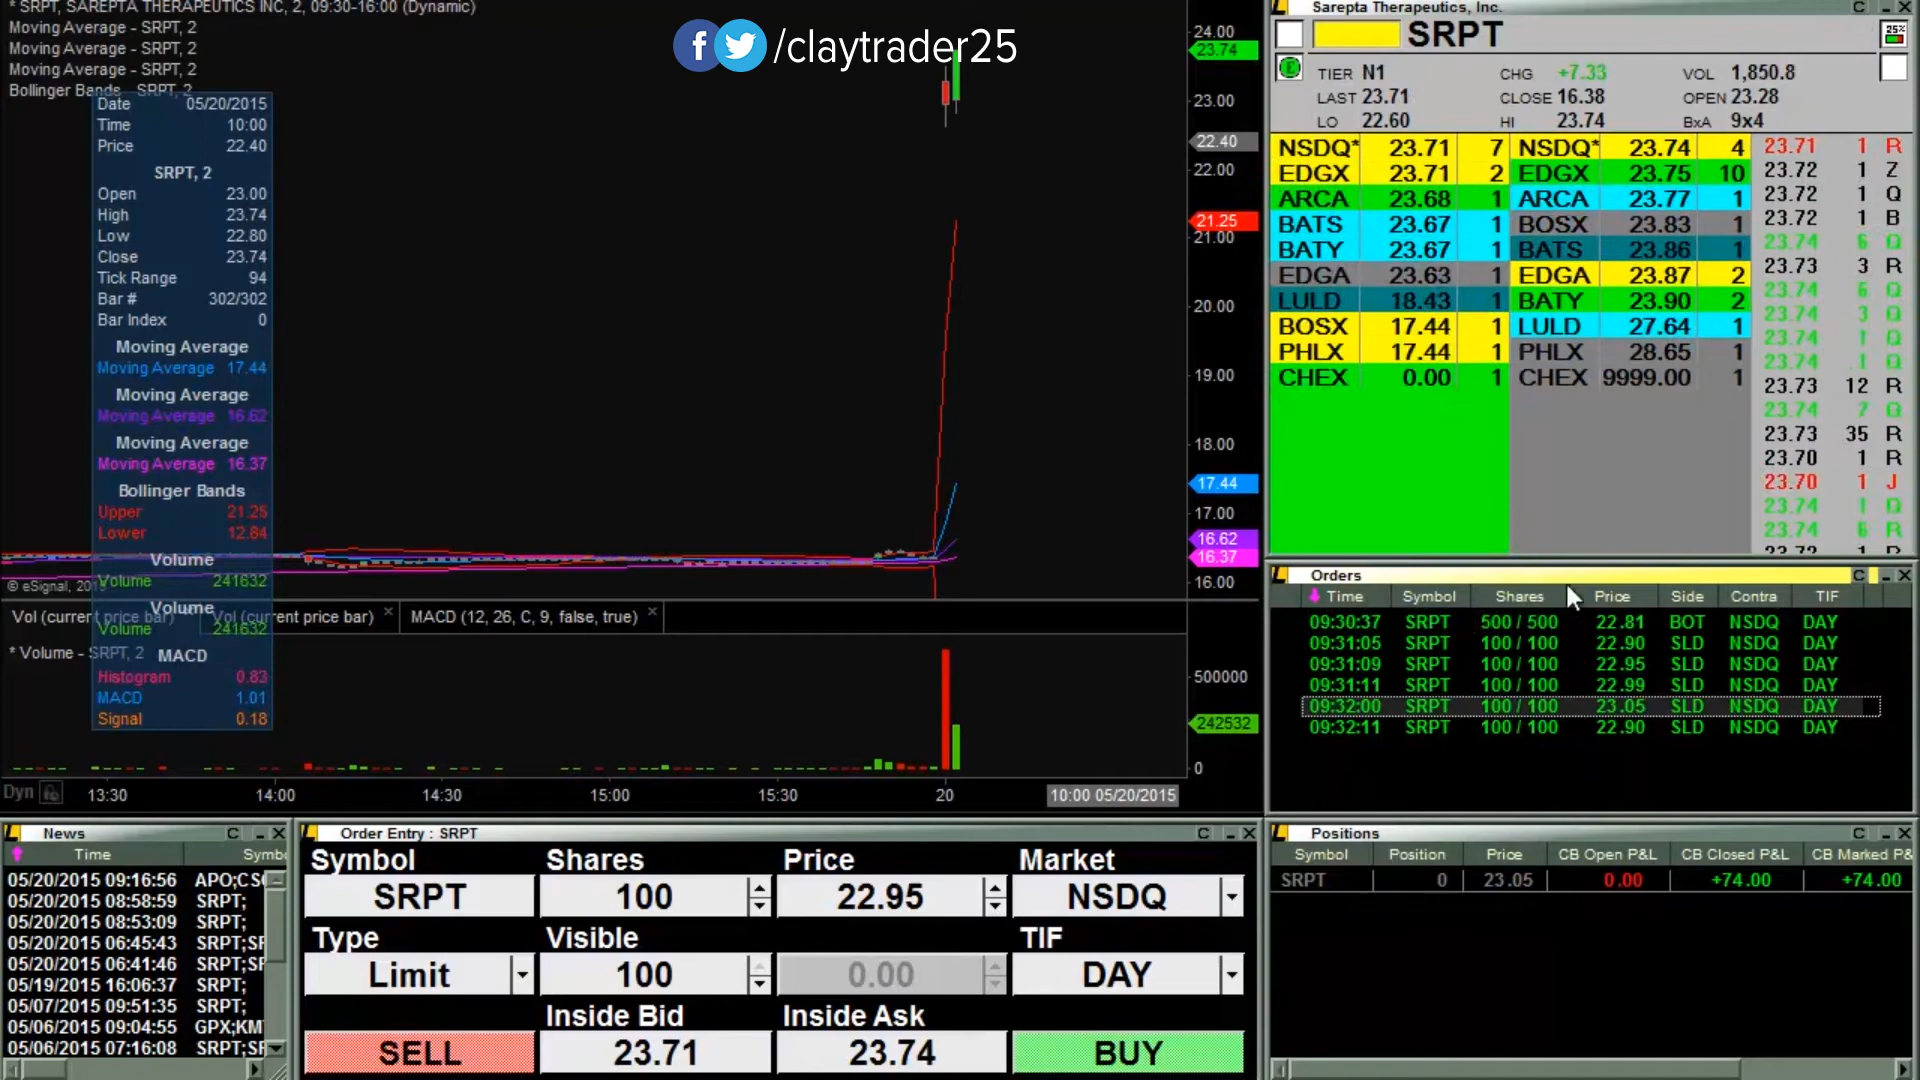 * SRPT, SAREPTA THERAPEUTICS INC, 2, 09:30-16:00 (Dynamic)
Moving Average - SRPT, 2
Moving Average - SRPT, 2
Moving Average - SRPT, 2
Bollinger Bands - SRPT, 2
f /claytrader25
Date 05/20/2015
Time 10:00
Price 22.40
SRPT, 2
Open 23.00
High 23.74
Low 22.80
Close 23.74
Tick Range 94
Bar # 302/302
Bar Index 0
Moving Average
Moving Average 17.44
Moving Average
Moving Average 16.62
Moving Average
Moving Average 16.37
Bollinger Bands
Upper 21.25
Lower 12.84
Volume
Volume 241632
Volume
Volume 241632
MACD
Histogram 0.83
MACD 1.01
Signal 0.18
24.00
23.74
23.00
22.40
22.00
21.25
21.00
20.00
19.00
18.00
17.44
17.00
16.62
16.37
16.00
© eSignal,
Vol (current price bar) Vol (current price bar) MACD (12, 26, C, 9, false, true)
* Volume - SRPT, 2
500000
242532
0
Dyn 13:30 14:00 14:30 15:00 15:30 20 10:00 05/20/2015
Sarepta Therapeutics, Inc.
SRPT
25%
E
TIER N1 CHG +7.33 VOL 1,850.8
LAST 23.71 CLOSE 16.38 OPEN 23.28
LO 22.60 HI 23.74 BxA 9x4
NSDQ* 23.71 7 NSDQ* 23.74 4
EDGX 23.71 2 EDGX 23.75 10
ARCA 23.68 1 ARCA 23.77 1
BATS 23.67 1 BOSX 23.83 1
BATY 23.67 1 BATS 23.86 1
EDGA 23.63 1 EDGA 23.87 2
LULD 18.43 1 BATY 23.90 2
BOSX 17.44 1 LULD 27.64 1
PHLX 17.44 1 PHLX 28.65 1
CHEX 0.00 1 CHEX 9999.00 1
23.71 1 R
23.72 1 Z
23.72 1 Q
23.72 1 B
23.74 6 Q
23.73 3 R
23.74 6 Q
23.74 3 Q
23.74 1 Q
23.74 1 Q
23.73 12 R
23.74 Q
23.73 35 R
23.70 1 R
23.70 1 J
23.74 1 Q
23.74 6 R
Orders
Time Symbol Shares Price Side Contra TIF
09:30:37 SRPT 500 / 500 22.81 BOT NSDQ DAY
09:31:05 SRPT 100 / 100 22.90 SLD NSDQ DAY
09:31:09 SRPT 100 / 100 22.95 SLD NSDQ DAY
09:31:11 SRPT 100 / 100 22.99 SLD NSDQ DAY
09:32:00 SRPT 100 / 100 23.05 SLD NSDQ DAY
09:32:11 SRPT 100 / 100 22.90 SLD NSDQ DAY
News
Time Symbo
05/20/2015 09:16:56 APO;CS
05/20/2015 08:58:59 SRPT;
05/20/2015 08:53:09 SRPT;
05/20/2015 06:45:43 SRPT;SF
05/20/2015 06:41:46 SRPT;SF
05/19/2015 16:06:37 SRPT;
05/07/2015 09:51:35 SRPT;
05/06/2015 09:04:55 GPX;KM
05/06/2015 07:16:08 SRPT;SF
Order Entry : SRPT
Symbol Shares Price Market
SRPT 100 22.95 NSDQ
Type Visible TIF
Limit 100 0.00 DAY
Inside Bid Inside Ask
SELL 23.71 23.74 BUY
Positions
Symbol Position Price CB Open P&L CB Closed P&L CB Marked P&
SRPT 0 23.05 0.00 +74.00 +74.00